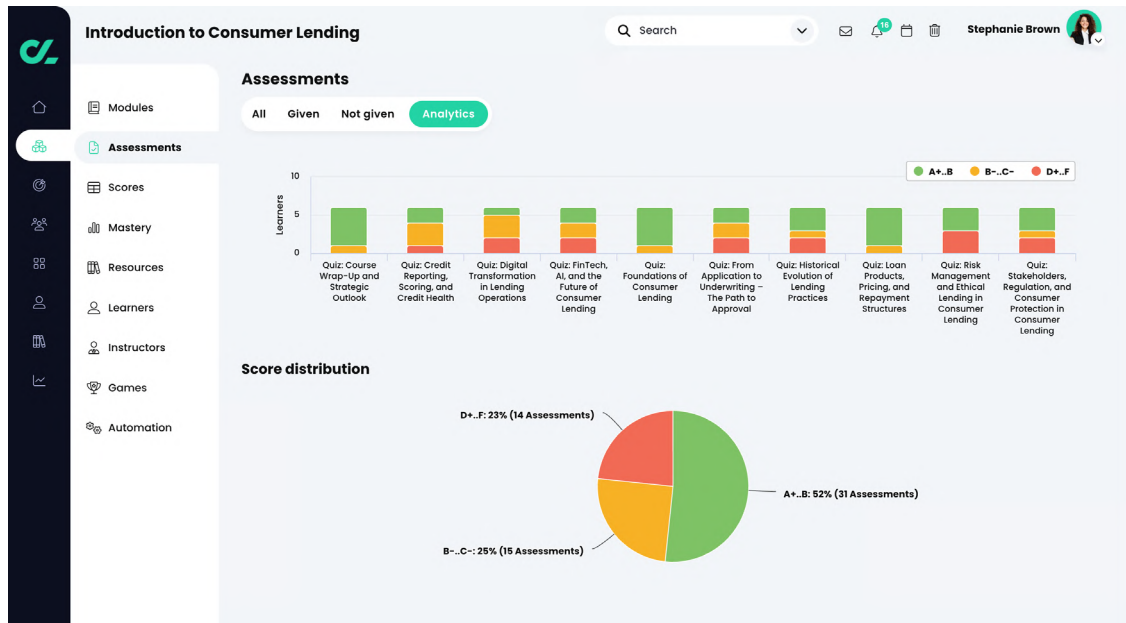 Introduction to Consumer Lending
Search
16
Stephanie Brown
Modules
Assessments
Scores
Mastery
Resources
Learners
Instructors
Games
Automation
Assessments
All Given Not given Analytics
A+..B B-..C- D+..F
Learners
10
5
0
Quiz: Course
Wrap-Up and
Strategic
Outlook
Quiz: Credit
Reporting,
Scoring, and
Credit Health
Quiz: Digital
Transformation
in Lending
Operations
Quiz: FinTech,
AI, and the
Future of
Consumer
Lending
Quiz:
Foundations of
Consumer
Lending
Quiz: From
Application to
Underwriting –
The Path to
Approval
Quiz: Historical
Evolution of
Lending
Practices
Quiz: Loan
Products,
Pricing, and
Repayment
Structures
Quiz: Risk
Management
and Ethical
Lending in
Consumer
Lending
Quiz:
Stakeholders,
Regulation, and
Consumer
Protection in
Consumer
Lending
Score distribution
D+..F: 23% (14 Assessments)
A+..B: 52% (31 Assessments)
B-..C-: 25% (15 Assessments)